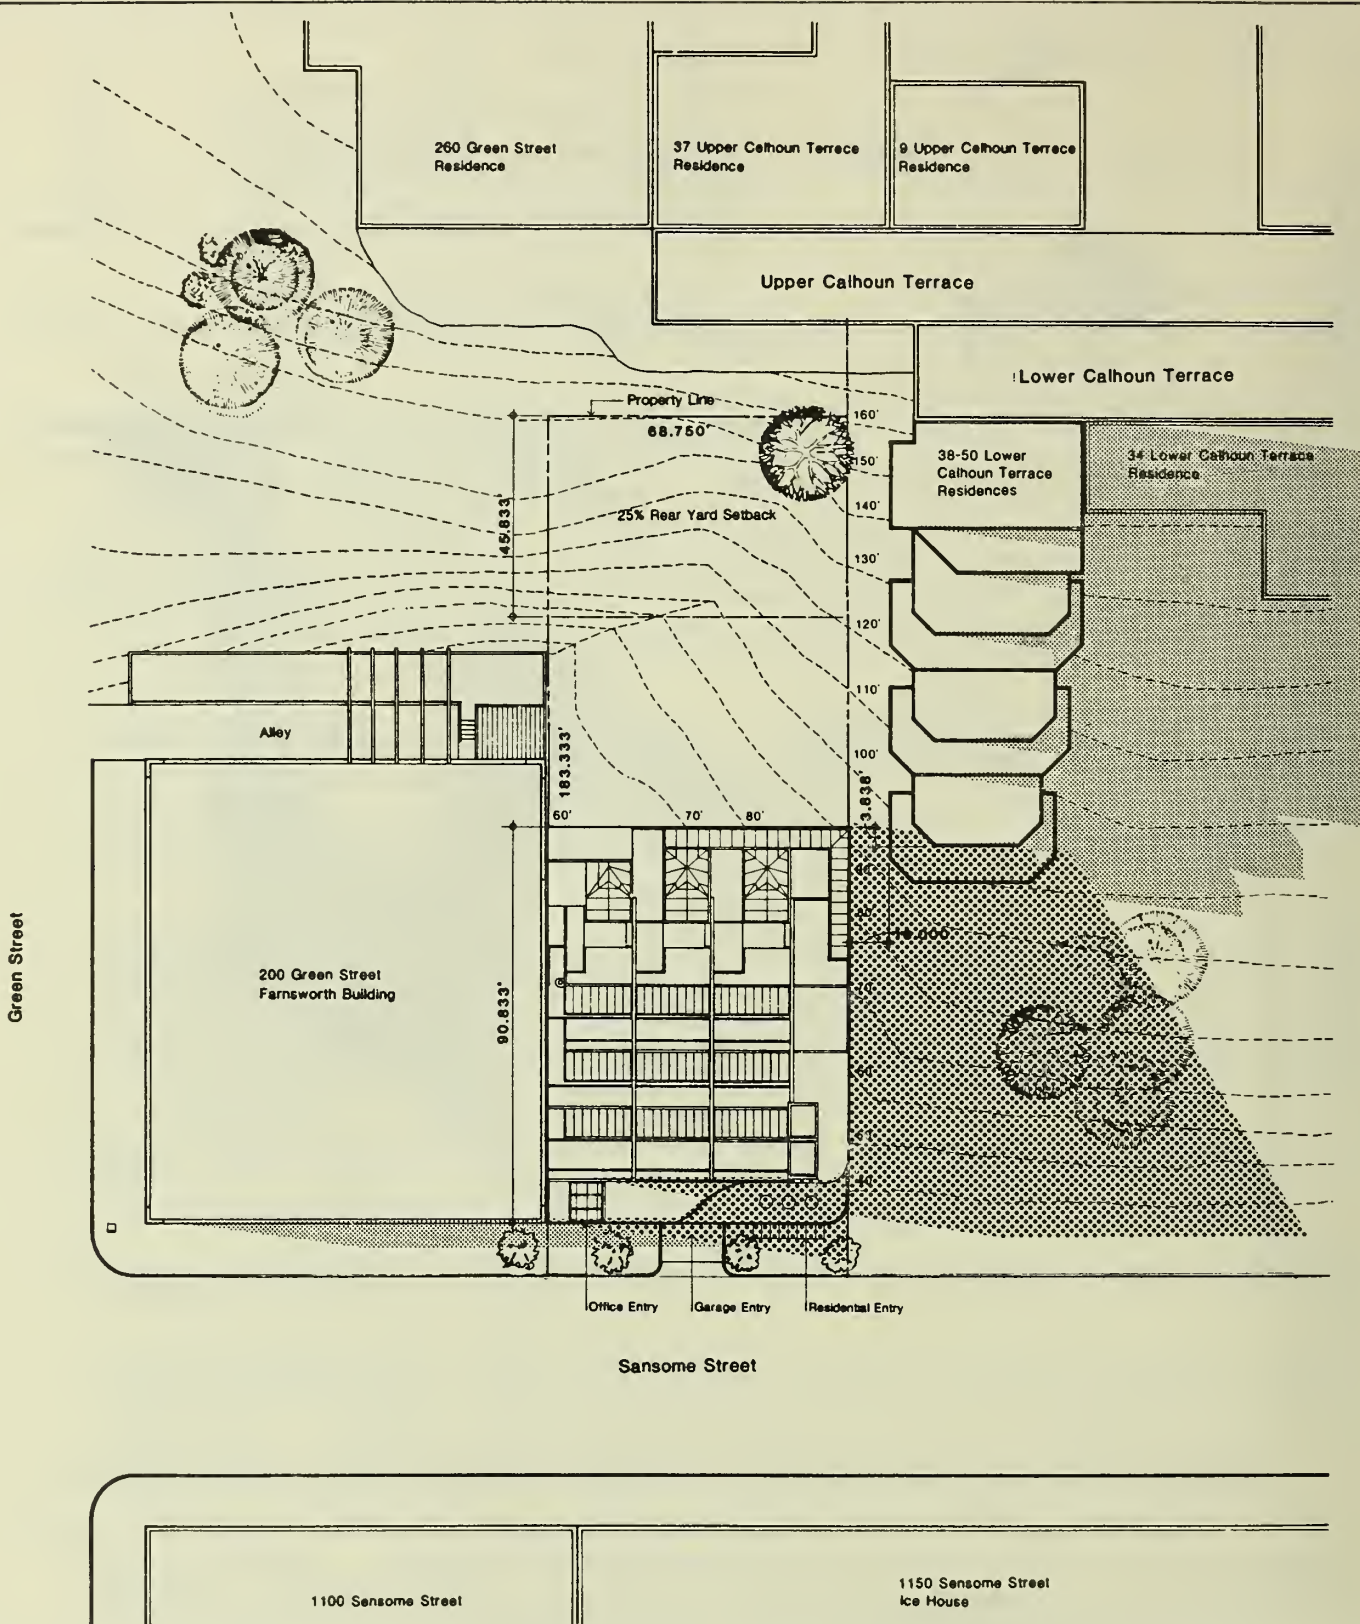 260 Green Street
Residence
37 Upper Calhoun Terrace
Residence
9 Upper Calhoun Terrace
Residence
Upper Calhoun Terrace
Lower Calhoun Terrace
Property Line
68.750'
160'
150'
140'
130'
120'
110'
100'
38-50 Lower
Calhoun Terrace
Residences
34 Lower Calhoun Terrace
Residence
45.833'
25% Rear Yard Setback
Alley
183.333'
3.838'
60'
70'
80'
Green Street
200 Green Street
Farnsworth Building
90.833'
Office Entry
Garage Entry
Residential Entry
Sansome Street
1100 Sansome Street
1150 Sansome Street
Ice House